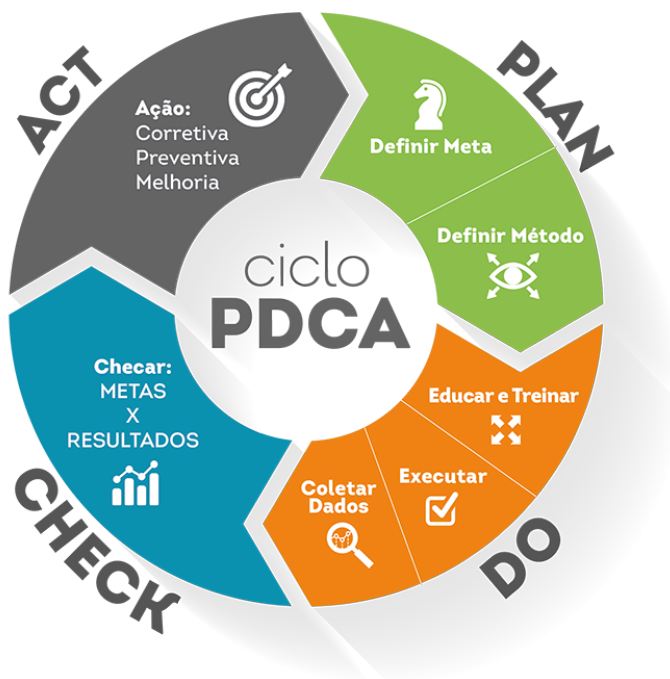 ciclo
PDCA
PLAN
Definir Meta
Definir Método
DO
Educar e Treinar
Executar
Coletar
Dados
CHECK
Checar:
METAS
X
RESULTADOS
ACT
Ação:
Corretiva
Preventiva
Melhoria